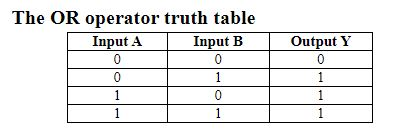 The OR operator truth table
Input A Input B Output Y
0 0 0
0 1 1
1 0 1
1 1 1